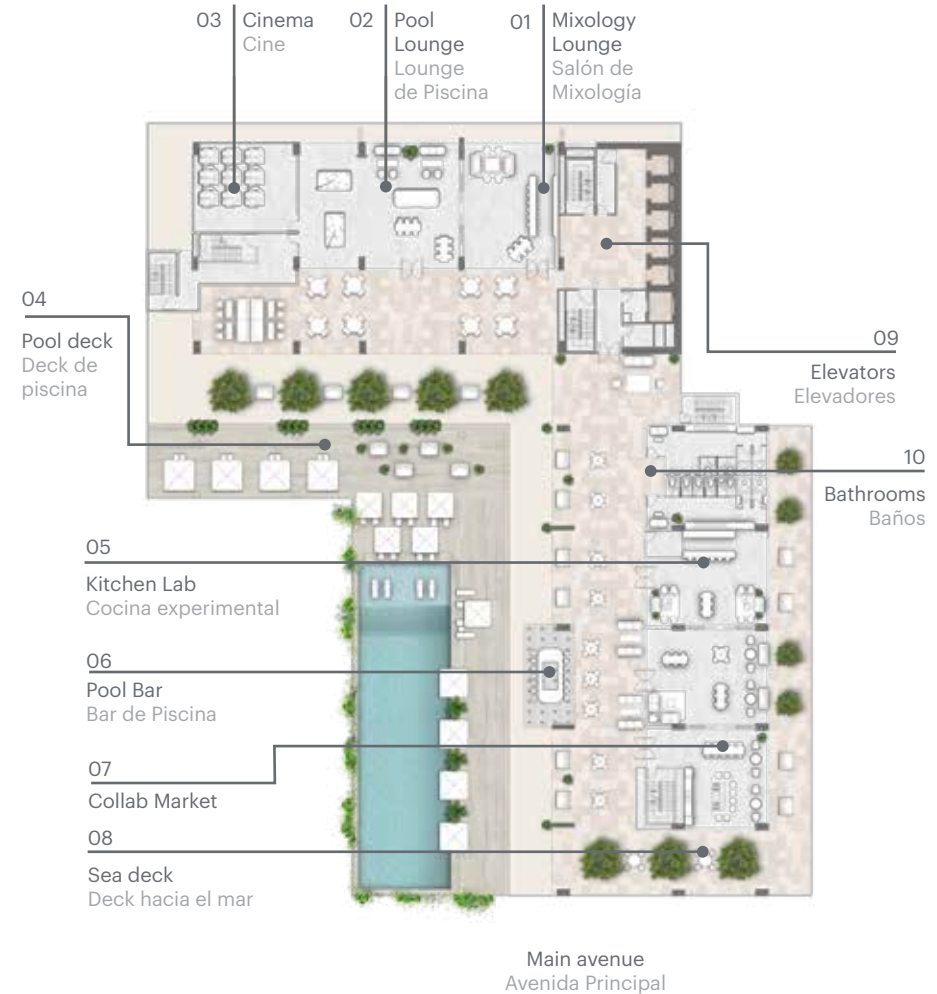 03
Cinema
Cine
02
Pool
Lounge
Lounge
de Piscina
01
Mixology
Lounge
Salón de
Mixología
04
Pool deck
Deck de
piscina
09
Elevators
Elevadores
10
Bathrooms
Baños
05
Kitchen Lab
Cocina experimental
06
Pool Bar
Bar de Piscina
07
Collab Market
08
Sea deck
Deck hacia el mar
Main avenue
Avenida Principal